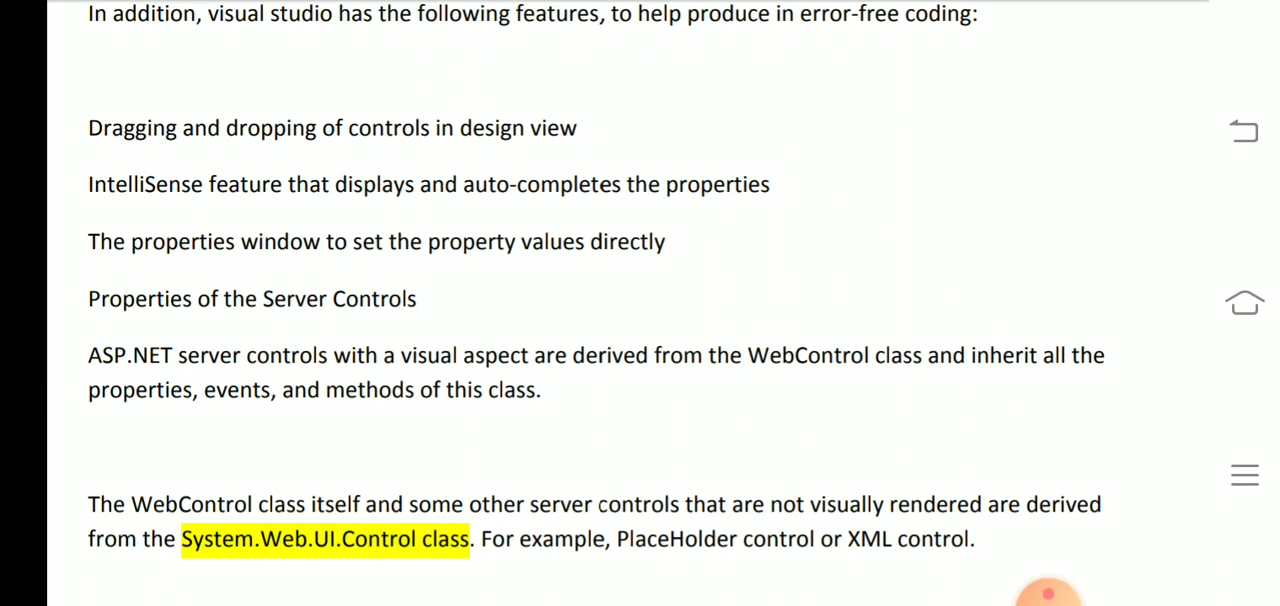 In addition, visual studio has the following features, to help produce in error-free coding:
Dragging and dropping of controls in design view
IntelliSense feature that displays and auto-completes the properties
The properties window to set the property values directly
Properties of the Server Controls
ASP.NET server controls with a visual aspect are derived from the WebControl class and inherit all the
properties, events, and methods of this class.
The WebControl class itself and some other server controls that are not visually rendered are derived
from the System.Web.UI.Control class. For example, PlaceHolder control or XML control.